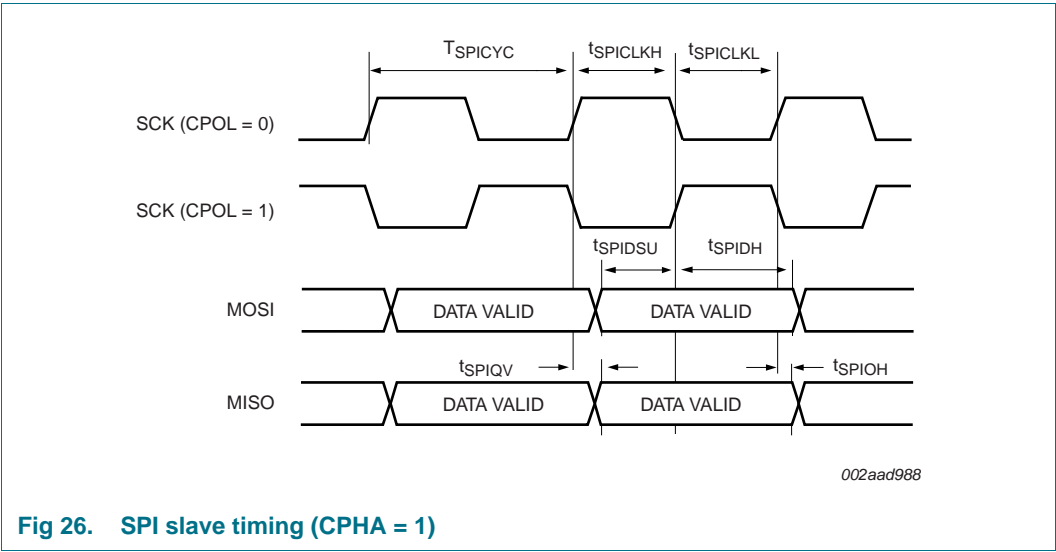 TSPICYC tSPICLKH tSPICLKL
SCK (CPOL = 0)
SCK (CPOL = 1)
tSPIDSU tSPIDH
MOSI DATA VALID DATA VALID
tSPIQV tSPIOH
MISO DATA VALID DATA VALID
002aad988
Fig 26. SPI slave timing (CPHA = 1)